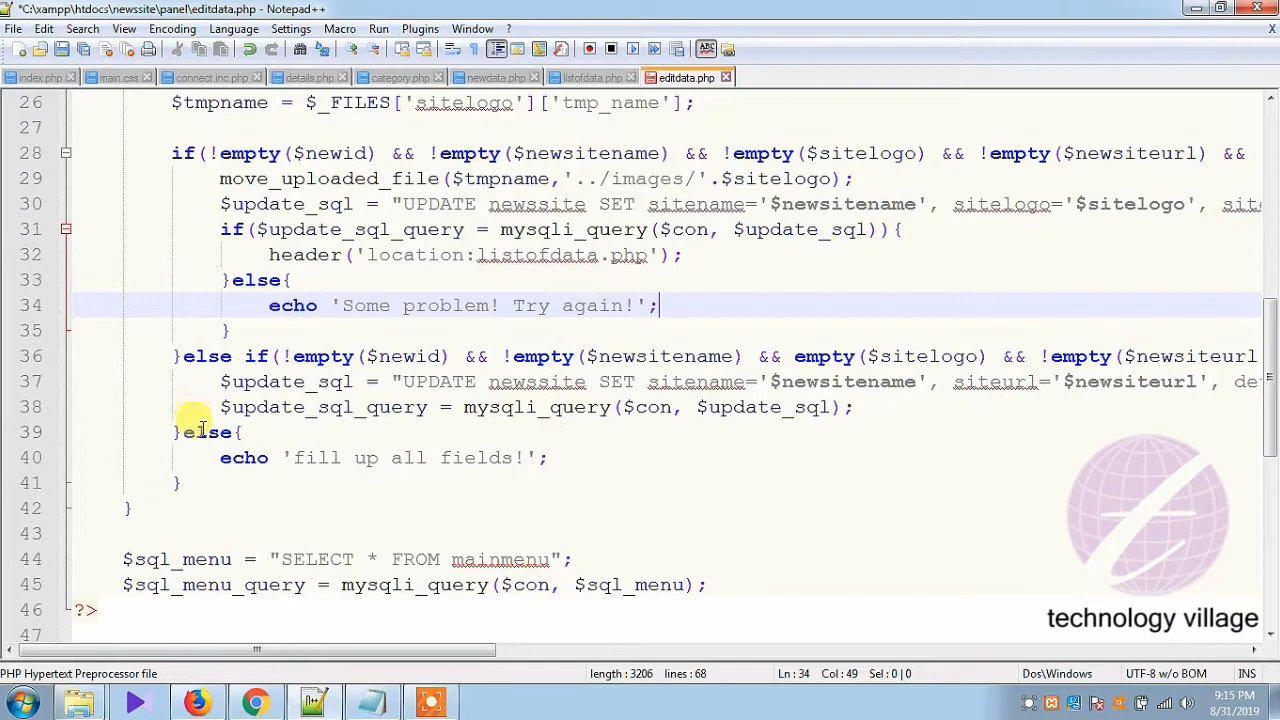 *C:\xampp\htdocs\newssite\panel\editdata.php - Notepad++
File Edit Search View Encoding Language Settings Macro Run Plugins Window ? X
index.php main.css connect.inc.php details.php category.php newdata.php listofdata.php editdata.php
26 $tmpname = $_FILES['sitelogo']['tmp_name'];
27
28 if(!empty($newid) && !empty($newsitename) && !empty($sitelogo) && !empty($newsiteurl) &&
29 move_uploaded_file($tmpname,'../images/'.$sitelogo);
30 $update_sql = "UPDATE newssite SET sitename='$newsitename', sitelogo='$sitelogo', sit
31 if($update_sql_query = mysqli_query($con, $update_sql)){
32 header('location:listofdata.php');
33 }else{
34 echo 'Some problem! Try again!';
35 }
36 }else if(!empty($newid) && !empty($newsitename) && empty($sitelogo) && !empty($newsiteurl
37 $update_sql = "UPDATE newssite SET sitename='$newsitename', siteurl='$newsiteurl', de
38 $update_sql_query = mysqli_query($con, $update_sql);
39 }else{
40 echo 'fill up all fields!';
41 }
42 }
43
44 $sql_menu = "SELECT * FROM mainmenu";
45 $sql_menu_query = mysqli_query($con, $sql_menu);
46 ?>
47
technology village
PHP Hypertext Preprocessor file length : 3206 lines : 68 Ln : 34 Col : 49 Sel : 0 | 0 Dos\Windows UTF-8 w/o BOM INS
9:15 PM
8/31/2019